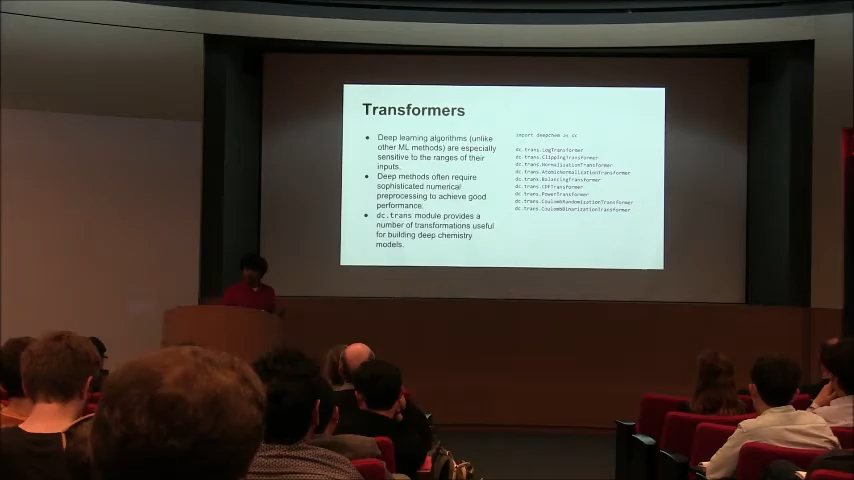 Transformers
● Deep learning algorithms (unlike
other ML methods) are especially
sensitive to the ranges of their
inputs.
● Deep methods often require
sophisticated numerical
preprocessing to achieve good
performance.
● dc.trans module provides a
number of transformations useful
for building deep chemistry
models.
import deepchem as dc
dc.trans.LogTransformer
dc.trans.ClippingTransformer
dc.trans.NormalizationTransformer
dc.trans.AtomicNormalizationTransformer
dc.trans.BalancingTransformer
dc.trans.CDFTransformer
dc.trans.PowerTransformer
dc.trans.CoulombRandomizationTransformer
dc.trans.CoulombBinarizationTransformer